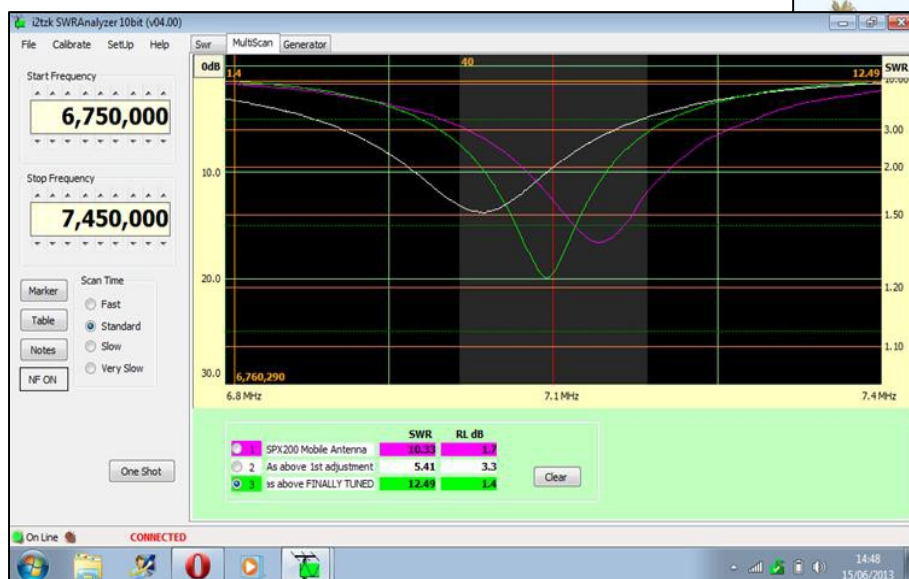 i2tzk SWRAnalyzer 10bit (v04.00)
File Calibrate SetUp Help
Swr MultiScan Generator
Start Frequency
6,750,000
Stop Frequency
7,450,000
Marker
Table
Notes
NF ON
Scan Time
Fast
Standard
Slow
Very Slow
One Shot
0dB
10.0
20.0
30.0
1.4
40
12.49
SWR
10.00
3.00
2.00
1.50
1.20
1.10
6,760,290
6.8 MHz 7.1 MHz 7.4 MHz
SWR RL dB
1 SPX200 Mobile Antenna 10.33 1.7
2 As above 1st adjustment 5.41 3.3
3 as above FINALLY TUNED 12.49 1.4
Clear
On Line CONNECTED
14:48
15/06/2013